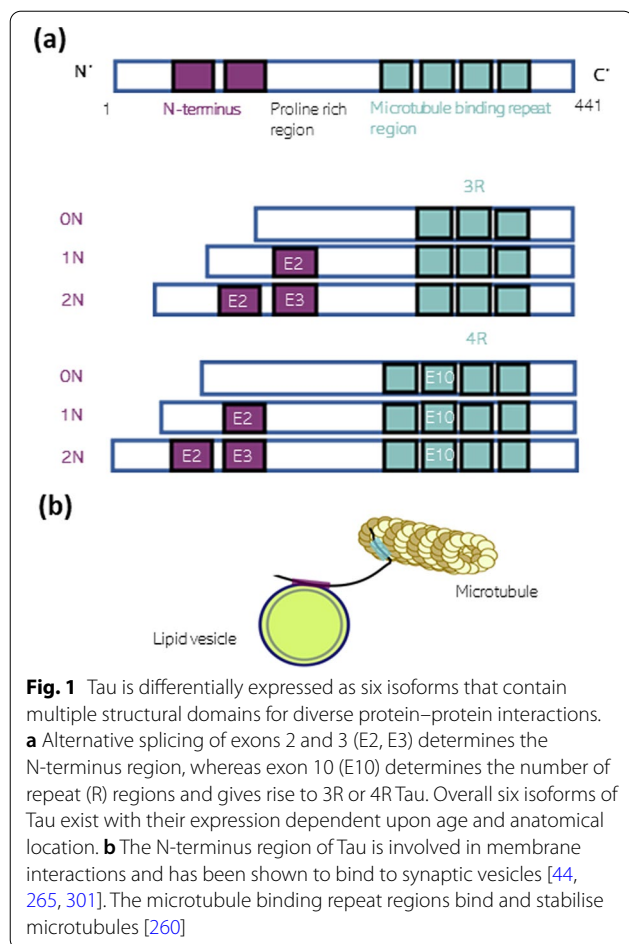 (a)
N'
C'
1
N-terminus
Proline rich
region
Microtubule binding repeat
region
441
3R
0N
1N
E2
2N
E2
E3
4R
0N
E10
1N
E2
E10
2N
E2
E3
E10
(b)
Microtubule
Lipid vesicle
Fig. 1 Tau is differentially expressed as six isoforms that contain
multiple structural domains for diverse protein–protein interactions.
a Alternative splicing of exons 2 and 3 (E2, E3) determines the
N-terminus region, whereas exon 10 (E10) determines the number of
repeat (R) regions and gives rise to 3R or 4R Tau. Overall six isoforms of
Tau exist with their expression dependent upon age and anatomical
location. b The N-terminus region of Tau is involved in membrane
interactions and has been shown to bind to synaptic vesicles [44,
265, 301]. The microtubule binding repeat regions bind and stabilise
microtubules [260]